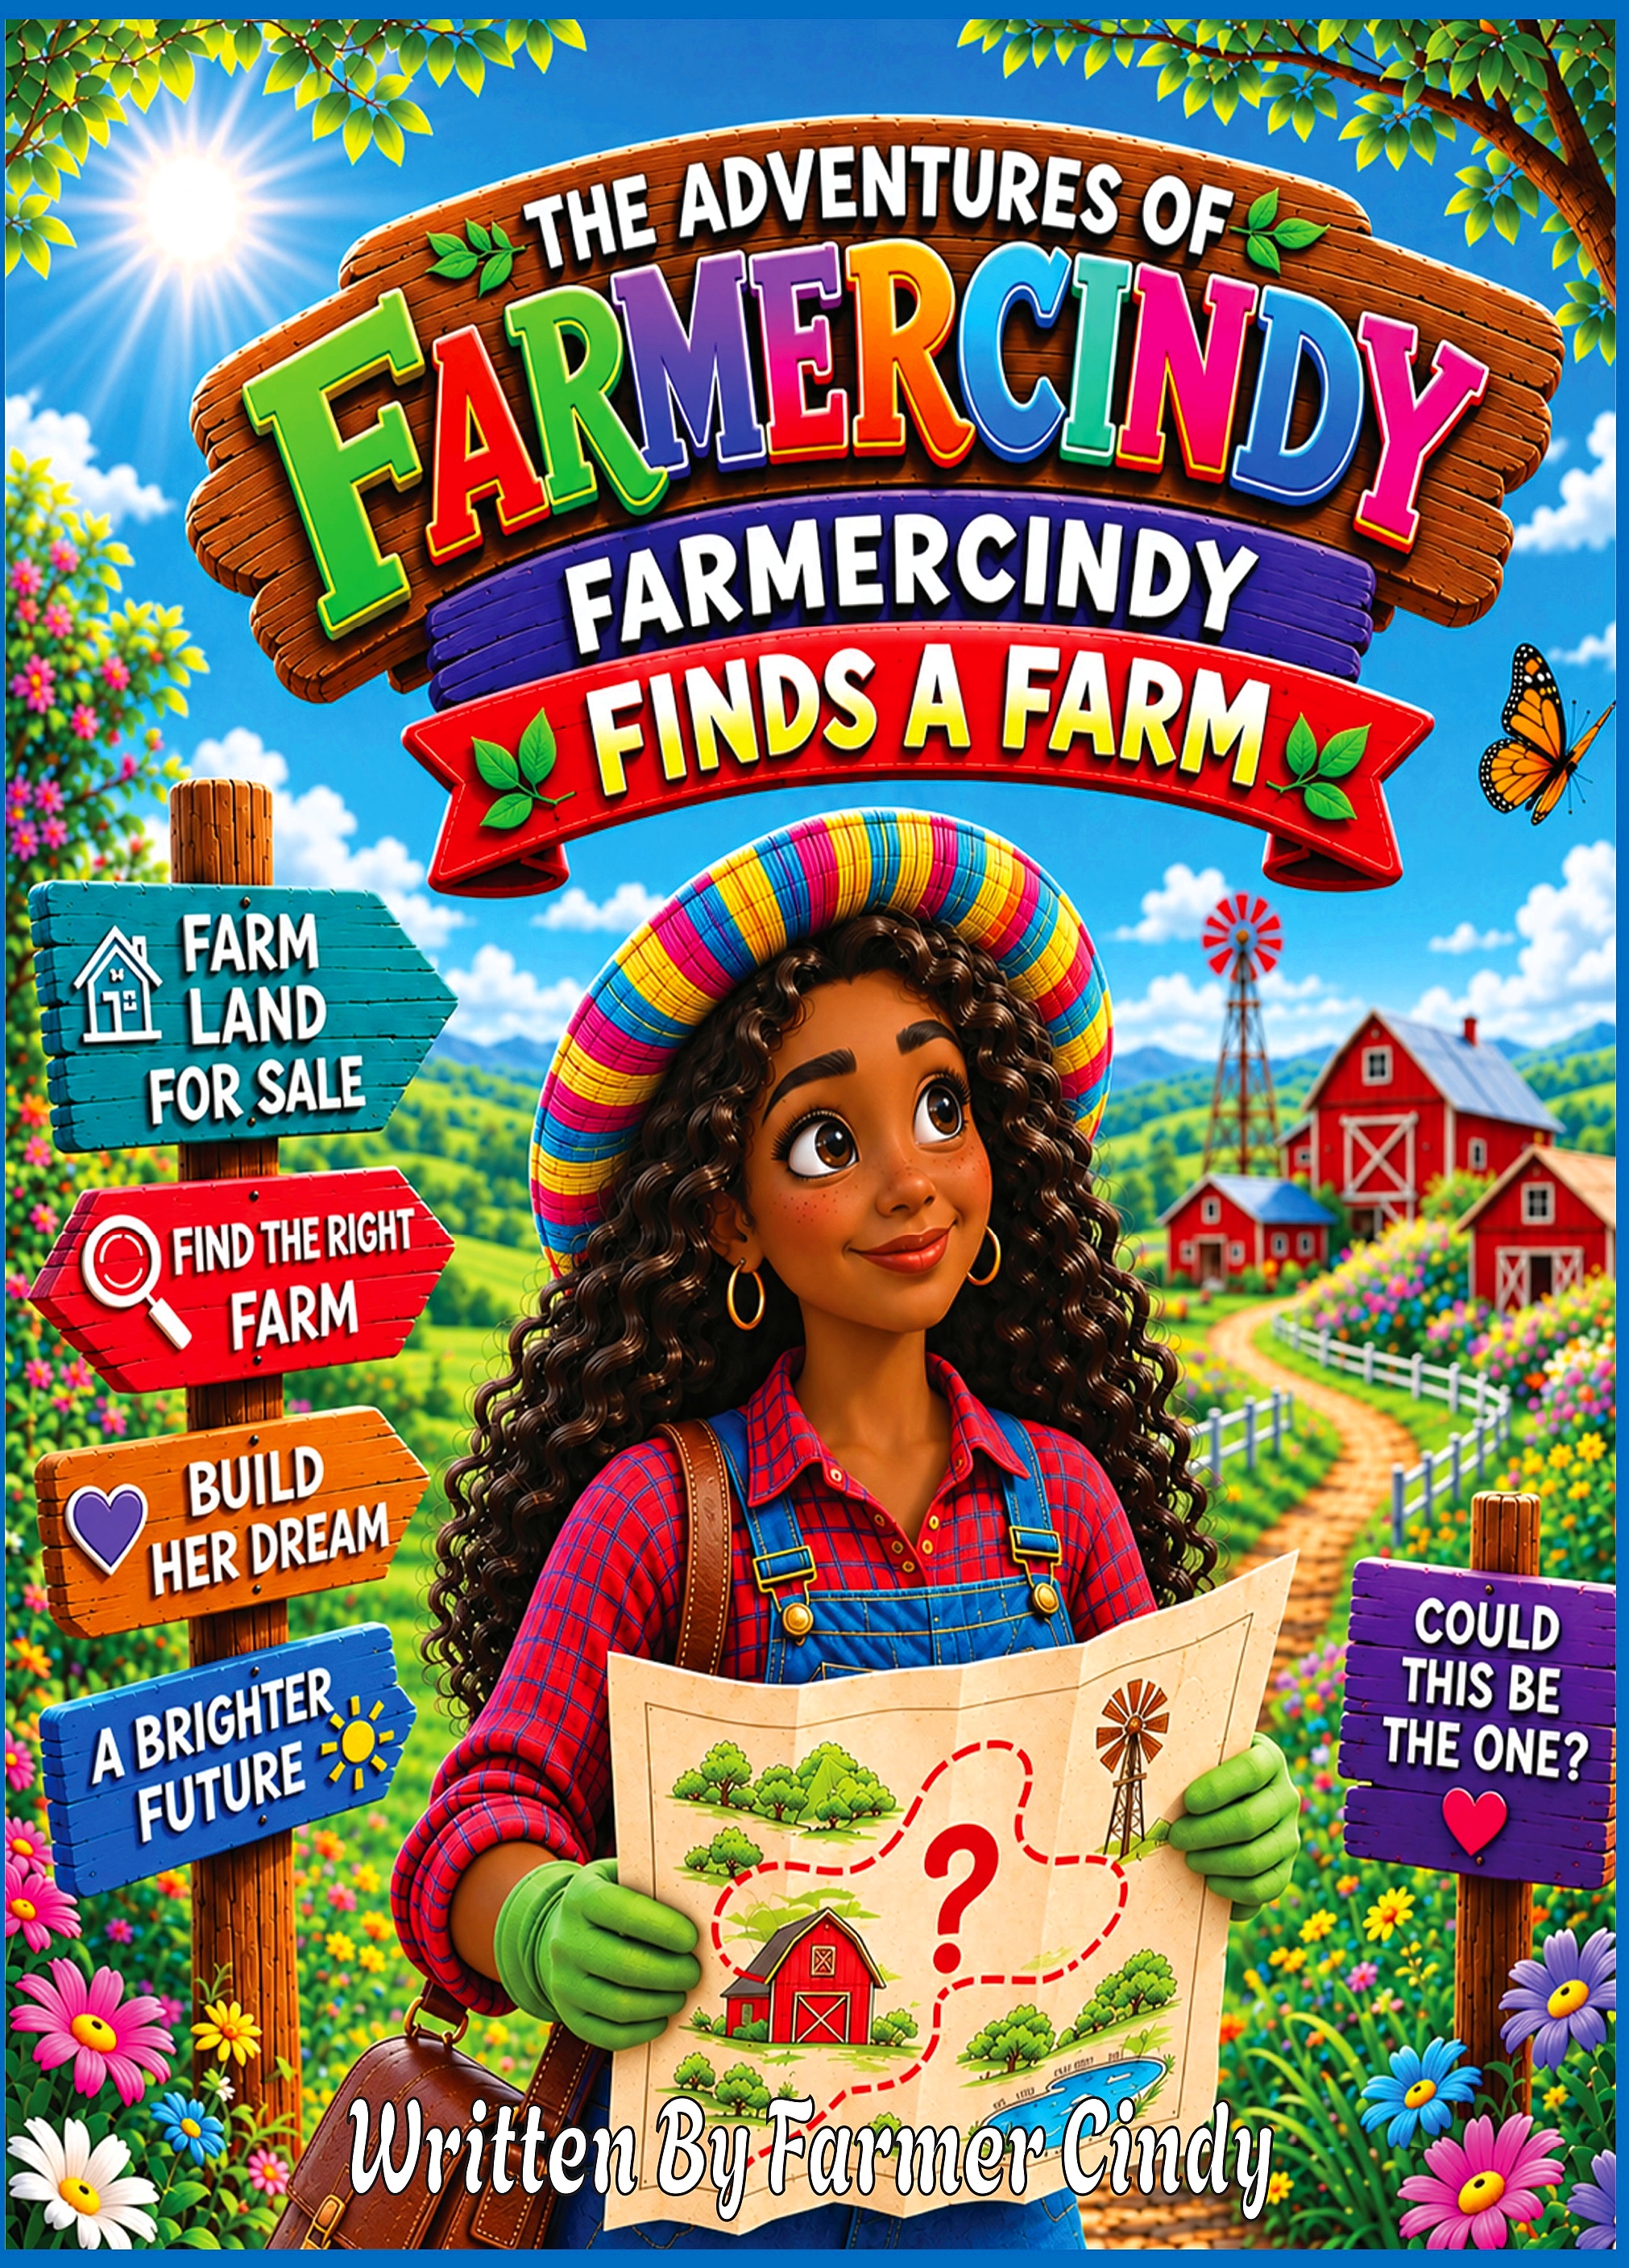 THE ADVENTURES OF
FARMERCINDY
FARMERCINDY
FINDS A FARM
FARM
LAND
FOR SALE
FIND THE RIGHT
FARM
BUILD
HER DREAM
A BRIGHTER
FUTURE
COULD
THIS BE
THE ONE?
?
Written By Farmer Cindy